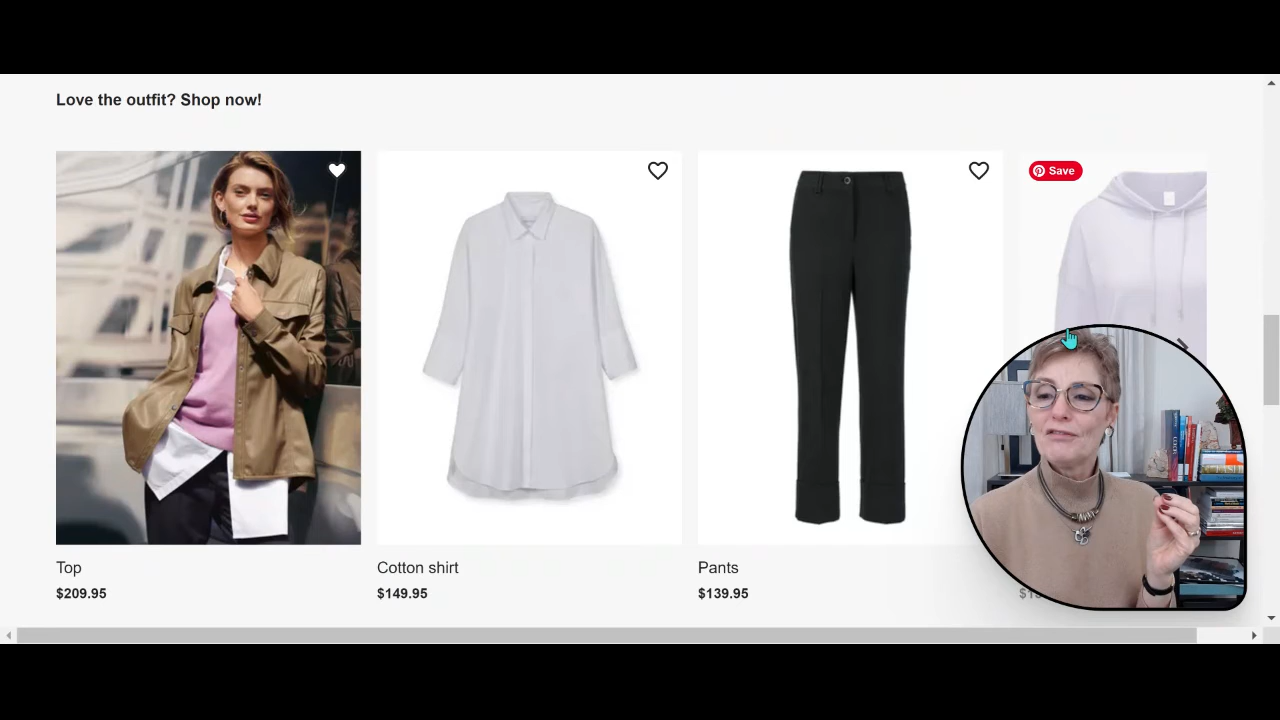 Love the outfit? Shop now!
Save
Top
$209.95
Cotton shirt
$149.95
Pants
$139.95